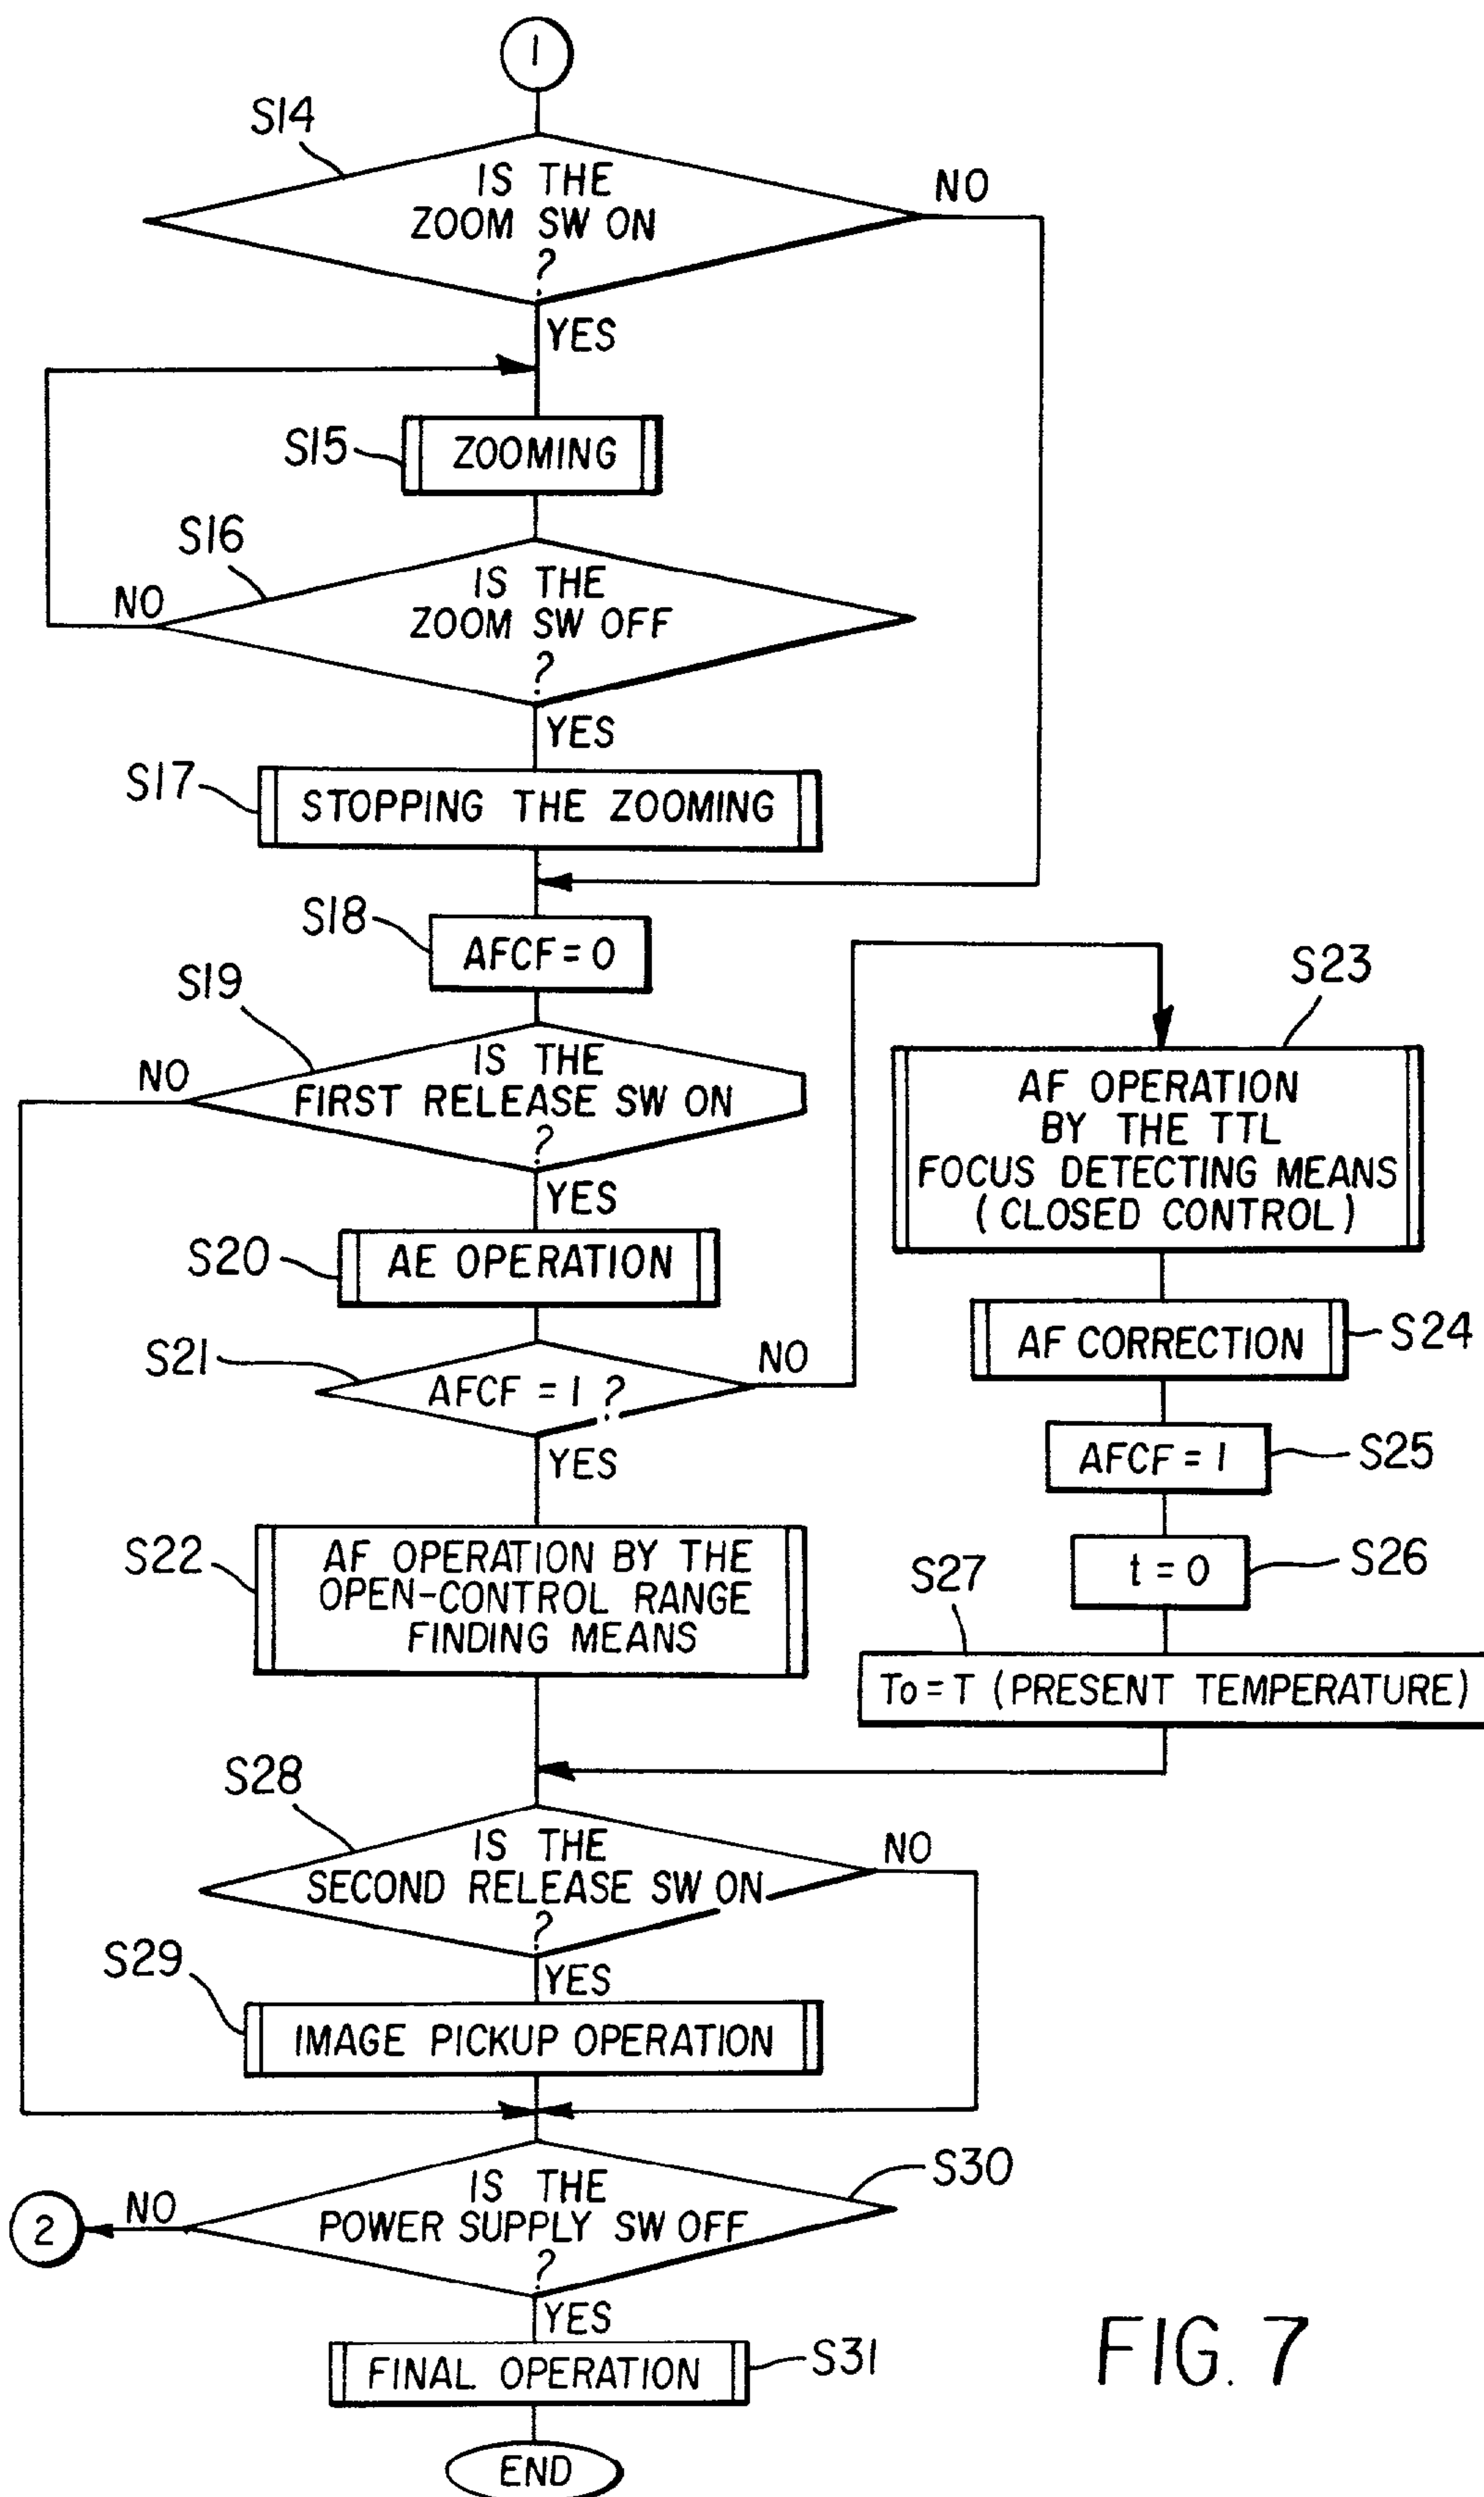 1
S14
IS THE
ZOOM SW ON
?
NO
YES
S15
ZOOMING
S16
IS THE
ZOOM SW OFF
?
NO
YES
S17
STOPPING THE ZOOMING
S18
AFCF = 0
S19
IS THE
FIRST RELEASE SW ON
?
NO
YES
S20
AE OPERATION
S21
AFCF = 1 ?
NO
YES
S22
AF OPERATION BY THE
OPEN-CONTROL RANGE
FINDING MEANS
S23
AF OPERATION
BY THE TTL
FOCUS DETECTING MEANS
(CLOSED CONTROL)
AF CORRECTION
S24
AFCF = 1
S25
t = 0
S26
S27
To = T (PRESENT TEMPERATURE)
S28
IS THE
SECOND RELEASE SW ON
?
NO
YES
S29
IMAGE PICKUP OPERATION
S30
IS THE
POWER SUPPLY SW OFF
?
NO
2
YES
FINAL OPERATION
S31
END
FIG. 7